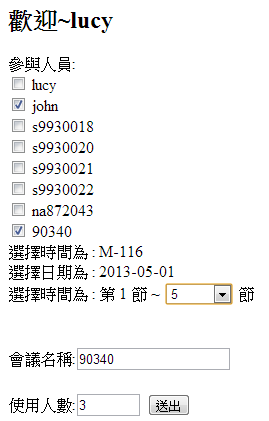 歡迎~lucy
參與人員:
lucy
john
s9930018
s9930020
s9930021
s9930022
na872043
90340
選擇時間為 : M-116
選擇日期為 : 2013-05-01
選擇時間為 : 第 1 節 ~ 5 節
會議名稱: 90340
使用人數: 3 送出